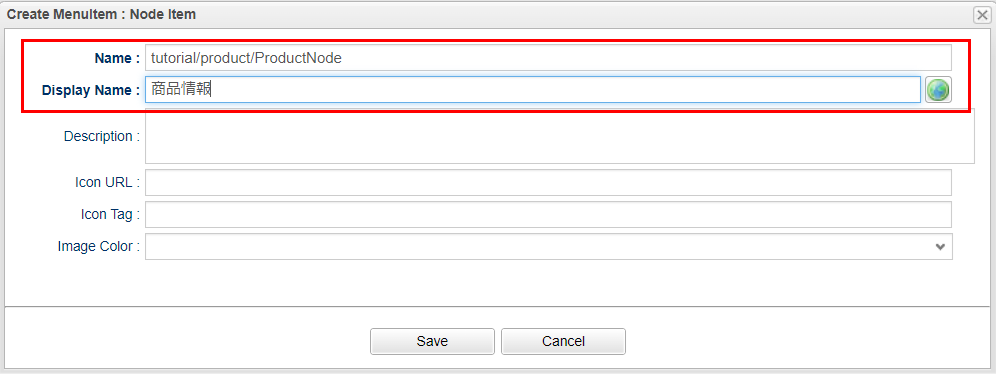 Create MenuItem : Node Item
Name : tutorial/product/ProductNode
Display Name : 商品情報
Description :
Icon URL :
Icon Tag :
Image Color :
Save Cancel